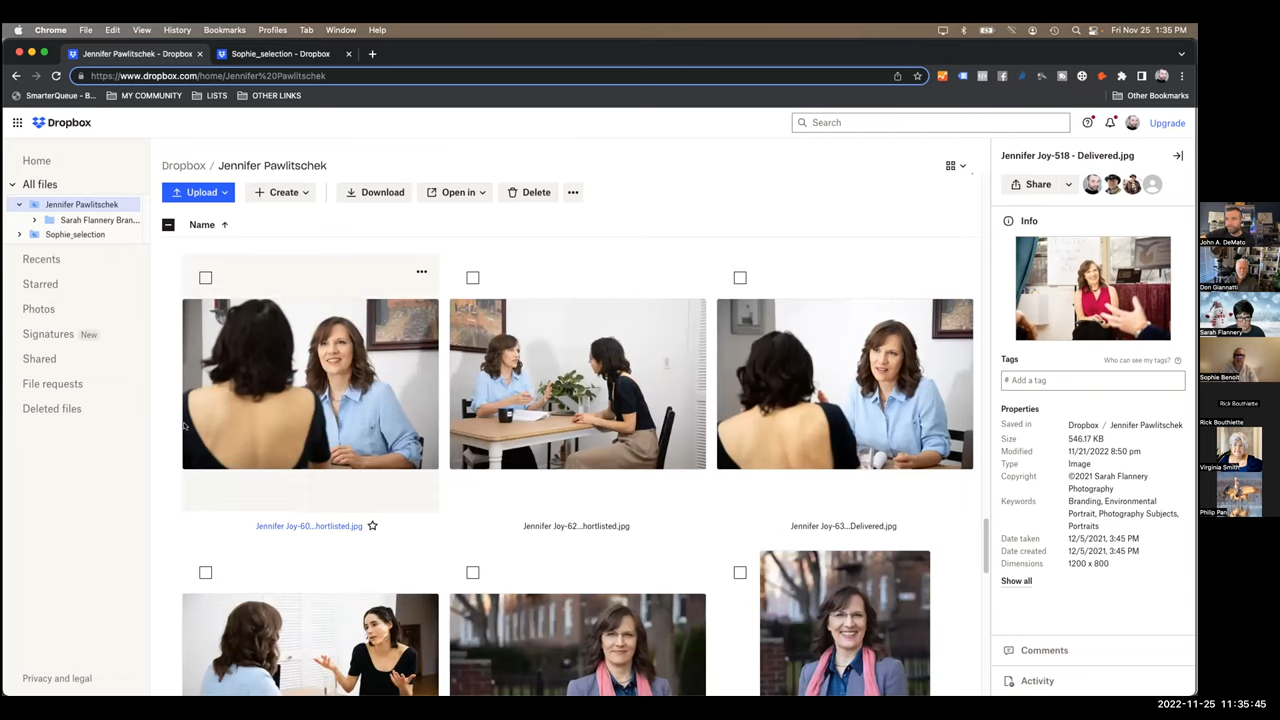 Chrome File Edit View History Bookmarks Profiles Tab Window Help Fri Nov 25 1:35 PM
Jennifer Pawlitschek - Dropbox Sophie_selection - Dropbox
https://www.dropbox.com/home/Jennifer%20Pawlitschek
SmarterQueue - B... MY COMMUNITY LISTS OTHER LINKS Other Bookmarks
Dropbox Search Upgrade
Home
All files
Jennifer Pawlitschek
Sarah Flannery Bran...
Sophie_selection
Recents
Starred
Photos
Signatures New
Shared
File requests
Deleted files
Privacy and legal
Dropbox / Jennifer Pawlitschek
Upload Create Download Open in Delete
Name
Jennifer Joy-60...hortlisted.jpg Jennifer Joy-62...hortlisted.jpg Jennifer Joy-63...Delivered.jpg
Jennifer Joy-518 - Delivered.jpg
Share
Info
Tags Who can see my tags?
# Add a tag
Properties
Saved in Dropbox / Jennifer Pawlitschek
Size 546.17 KB
Modified 11/21/2022 8:50 pm
Type Image
Copyright ©2021 Sarah Flannery
Photography
Keywords Branding, Environmental
Portrait, Photography Subjects,
Portraits
Date taken 12/5/2021, 3:45 PM
Date created 12/5/2021, 3:45 PM
Dimensions 1200 x 800
Show all
Comments
Activity
John A. DeMato
Don Giannatti
Sarah Flannery
Sophie Benoit
Rick Bouthiette
Rick Bouthiette
Virginia Smith
Philip Pan
2022-11-25 11:35:45